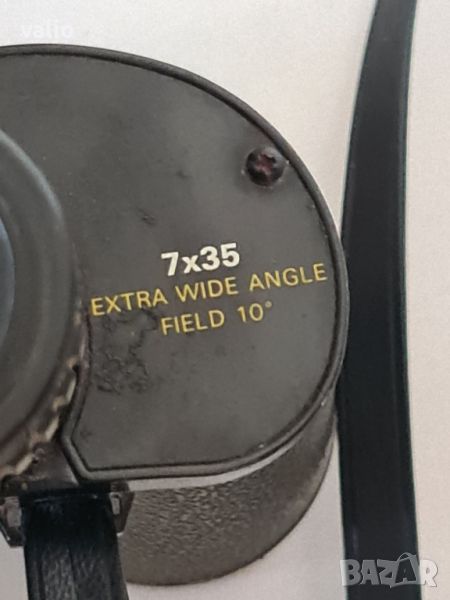 valio
7x35
EXTRA WIDE ANGLE
FIELD 10°
BAZAR